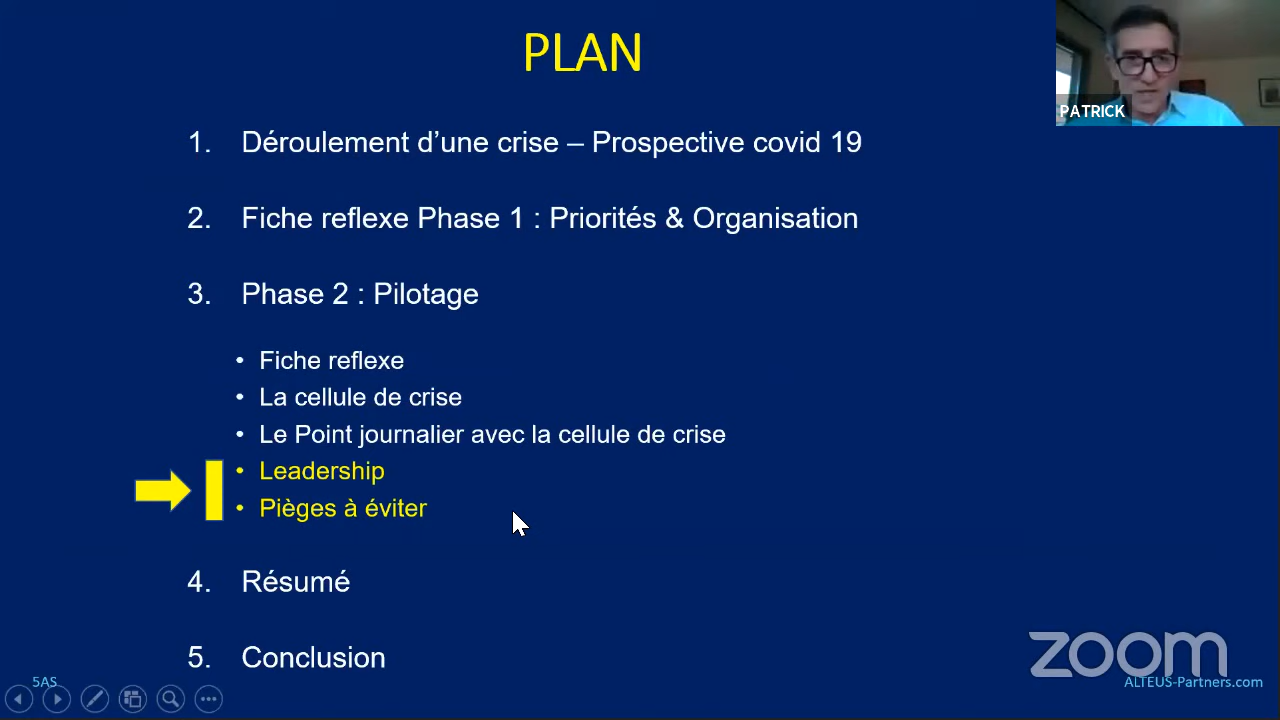 PLAN
PATRICK
1. Déroulement d’une crise – Prospective covid 19
2. Fiche reflexe Phase 1 : Priorités & Organisation
3. Phase 2 : Pilotage
• Fiche reflexe
• La cellule de crise
• Le Point journalier avec la cellule de crise
• Leadership
• Pièges à éviter
4. Résumé
5. Conclusion
zoom
5AS
ALTEUS-Partners.com